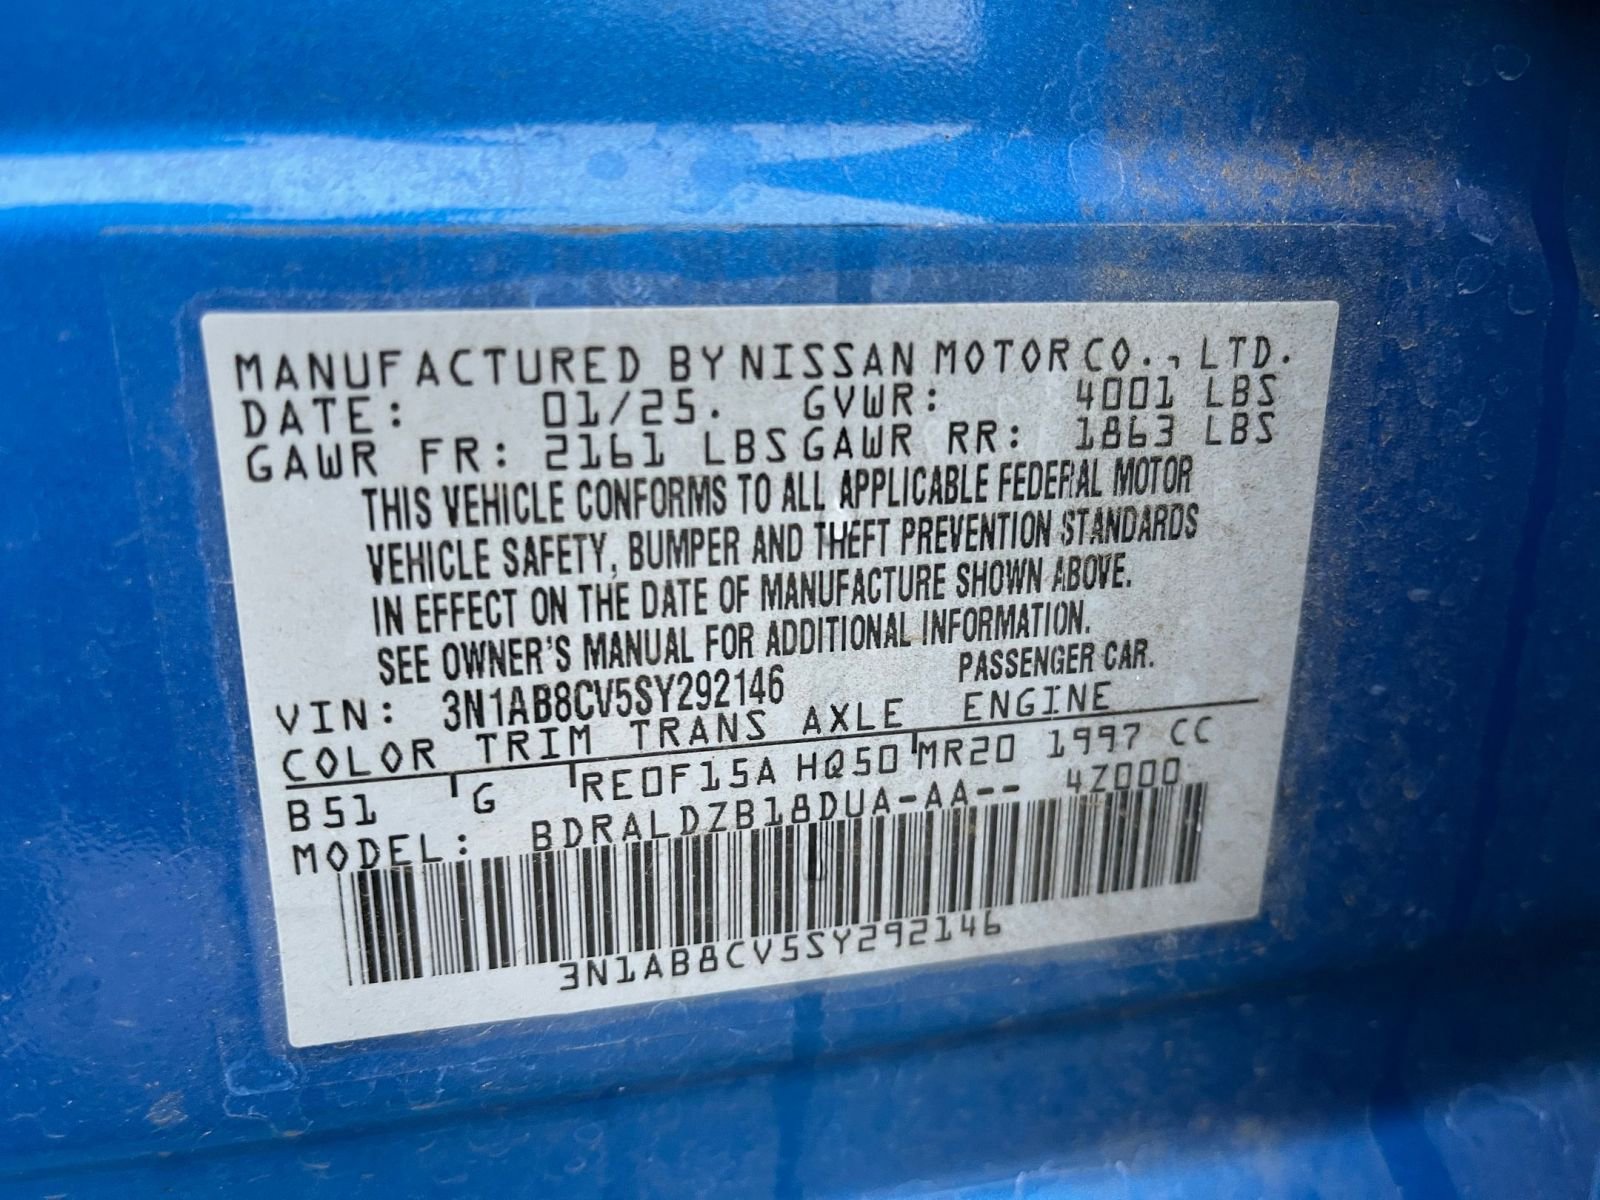 MANUFACTURED BY NISSAN MOTOR CO., LTD.
DATE: 01/25. GVWR: 4001 LBS
GAWR FR: 2161 LBS GAWR RR: 1863 LBS
THIS VEHICLE CONFORMS TO ALL APPLICABLE FEDERAL MOTOR
VEHICLE SAFETY, BUMPER AND THEFT PREVENTION STANDARDS
IN EFFECT ON THE DATE OF MANUFACTURE SHOWN ABOVE.
SEE OWNER'S MANUAL FOR ADDITIONAL INFORMATION.
VIN: 3N1AB8CV5SY292146 PASSENGER CAR.
COLOR TRIM TRANS AXLE ENGINE
B51 G RE0F15A HQ50 MR20 1997 CC
MODEL: BDRALDZB18DUA-AA-- 4Z000
3N1AB8CV5SY292146